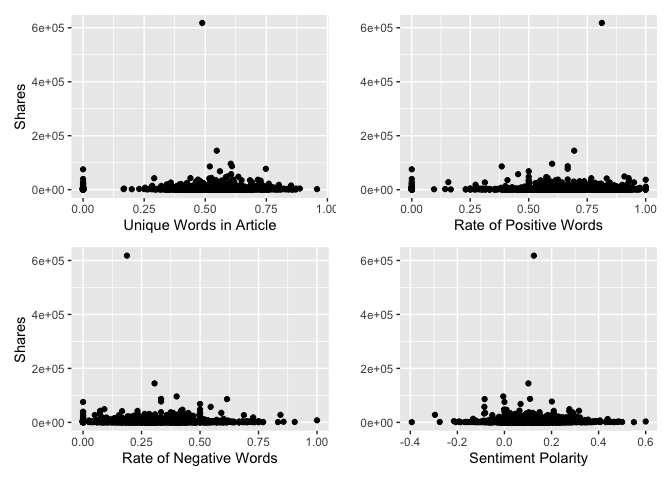 6e+05
4e+05
2e+05
0e+00
Shares
0.00 0.25 0.50 0.75 1.00
Unique Words in Article
6e+05
4e+05
2e+05
0e+00
0.00 0.25 0.50 0.75 1.00
Rate of Positive Words
6e+05
4e+05
2e+05
0e+00
Shares
0.00 0.25 0.50 0.75 1.00
Rate of Negative Words
6e+05
4e+05
2e+05
0e+00
-0.4 -0.2 0.0 0.2 0.4 0.6
Sentiment Polarity